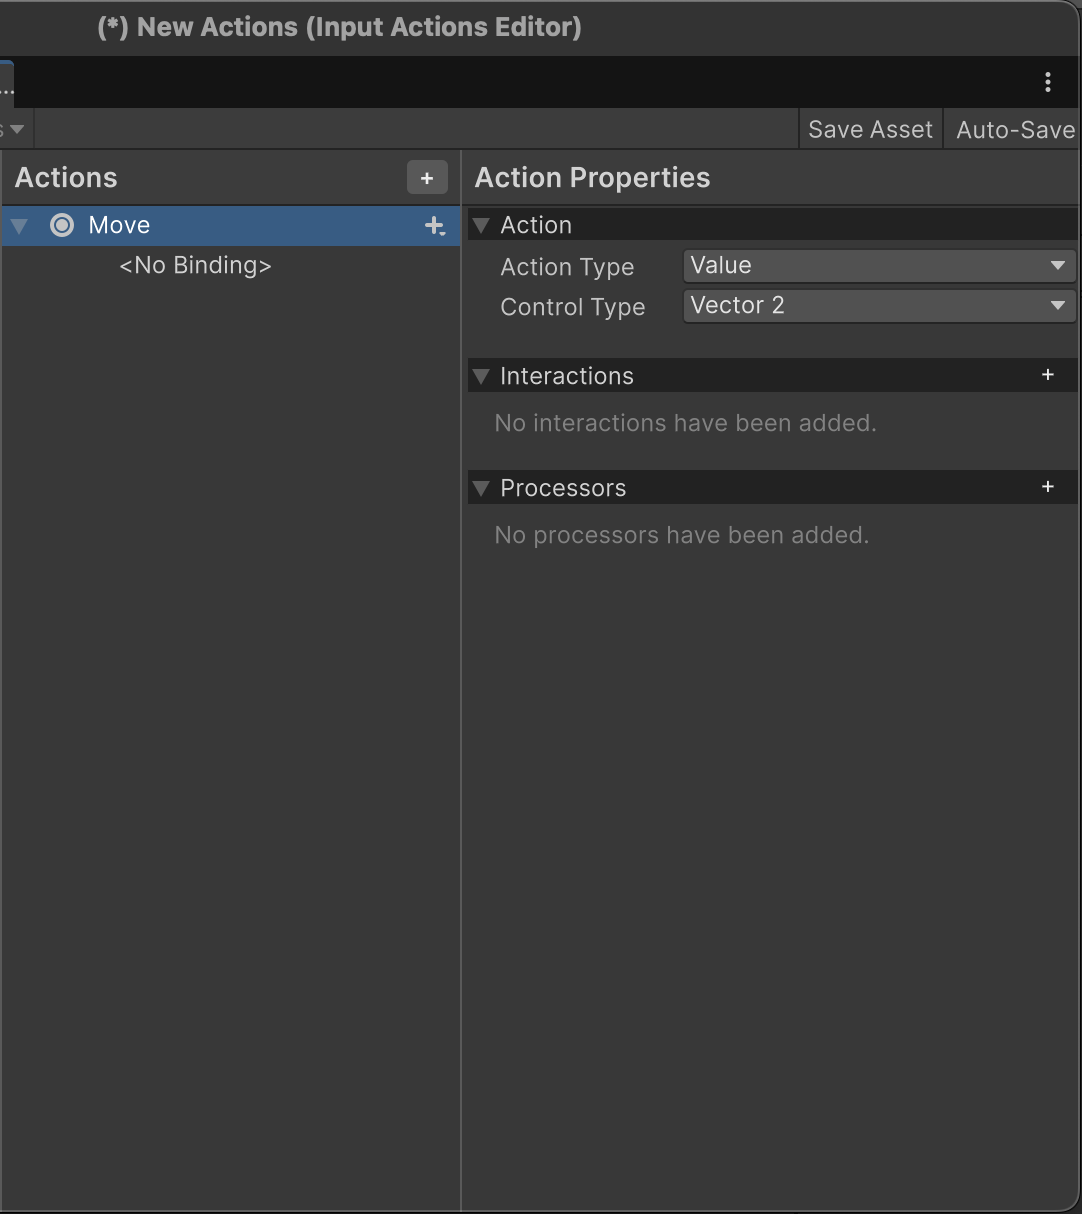 (*) New Actions (Input Actions Editor)
...
Save Asset
Auto-Save
Actions
+
Action Properties
Move
<No Binding>
Action
Action Type
Value
Control Type
Vector 2
Interactions
+
No interactions have been added.
Processors
+
No processors have been added.